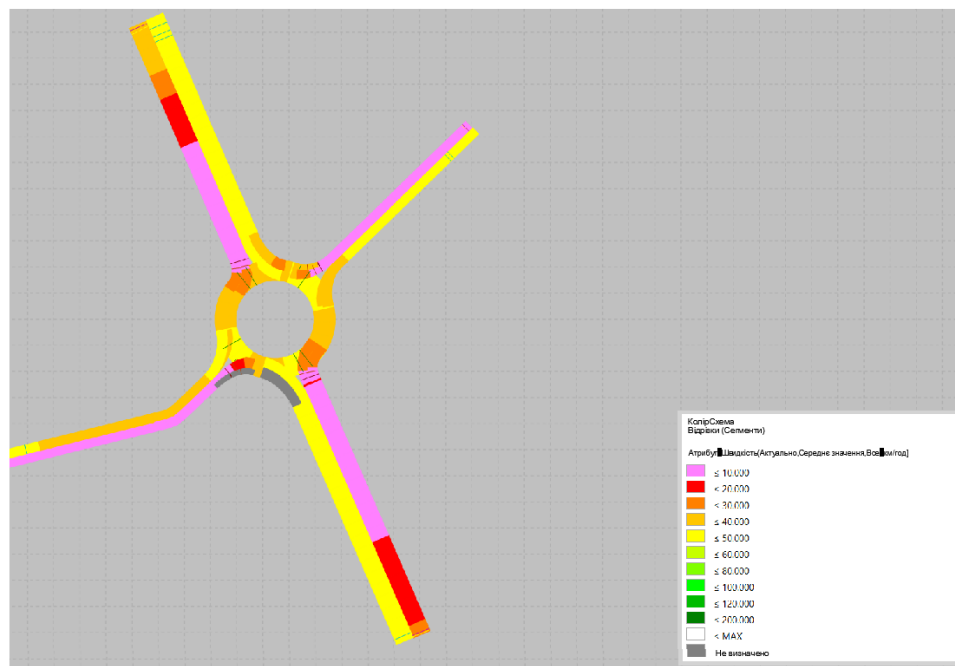 КолірСхема
Відрізки (Сегменти)
Атрибут█Швидкість(Актуально,Середнє значення,Все█км/год]
≤ 10.000
< 20.000
< 30.000
≤ 40.000
≤ 50.000
≤ 60.000
≤ 80.000
≤ 100.000
≤ 120.000
< 200.000
< MAX
Не визначено